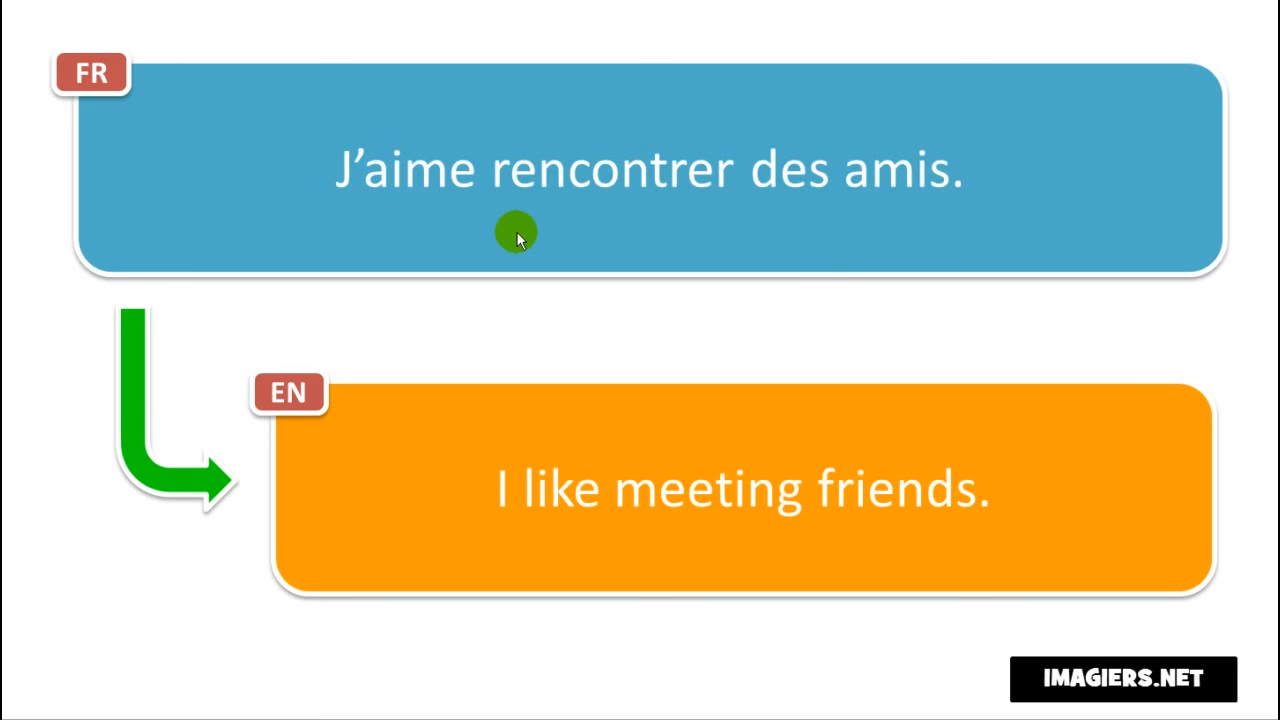 FR
J’aime rencontrer des amis.
EN
I like meeting friends.
IMAGIERS.NET